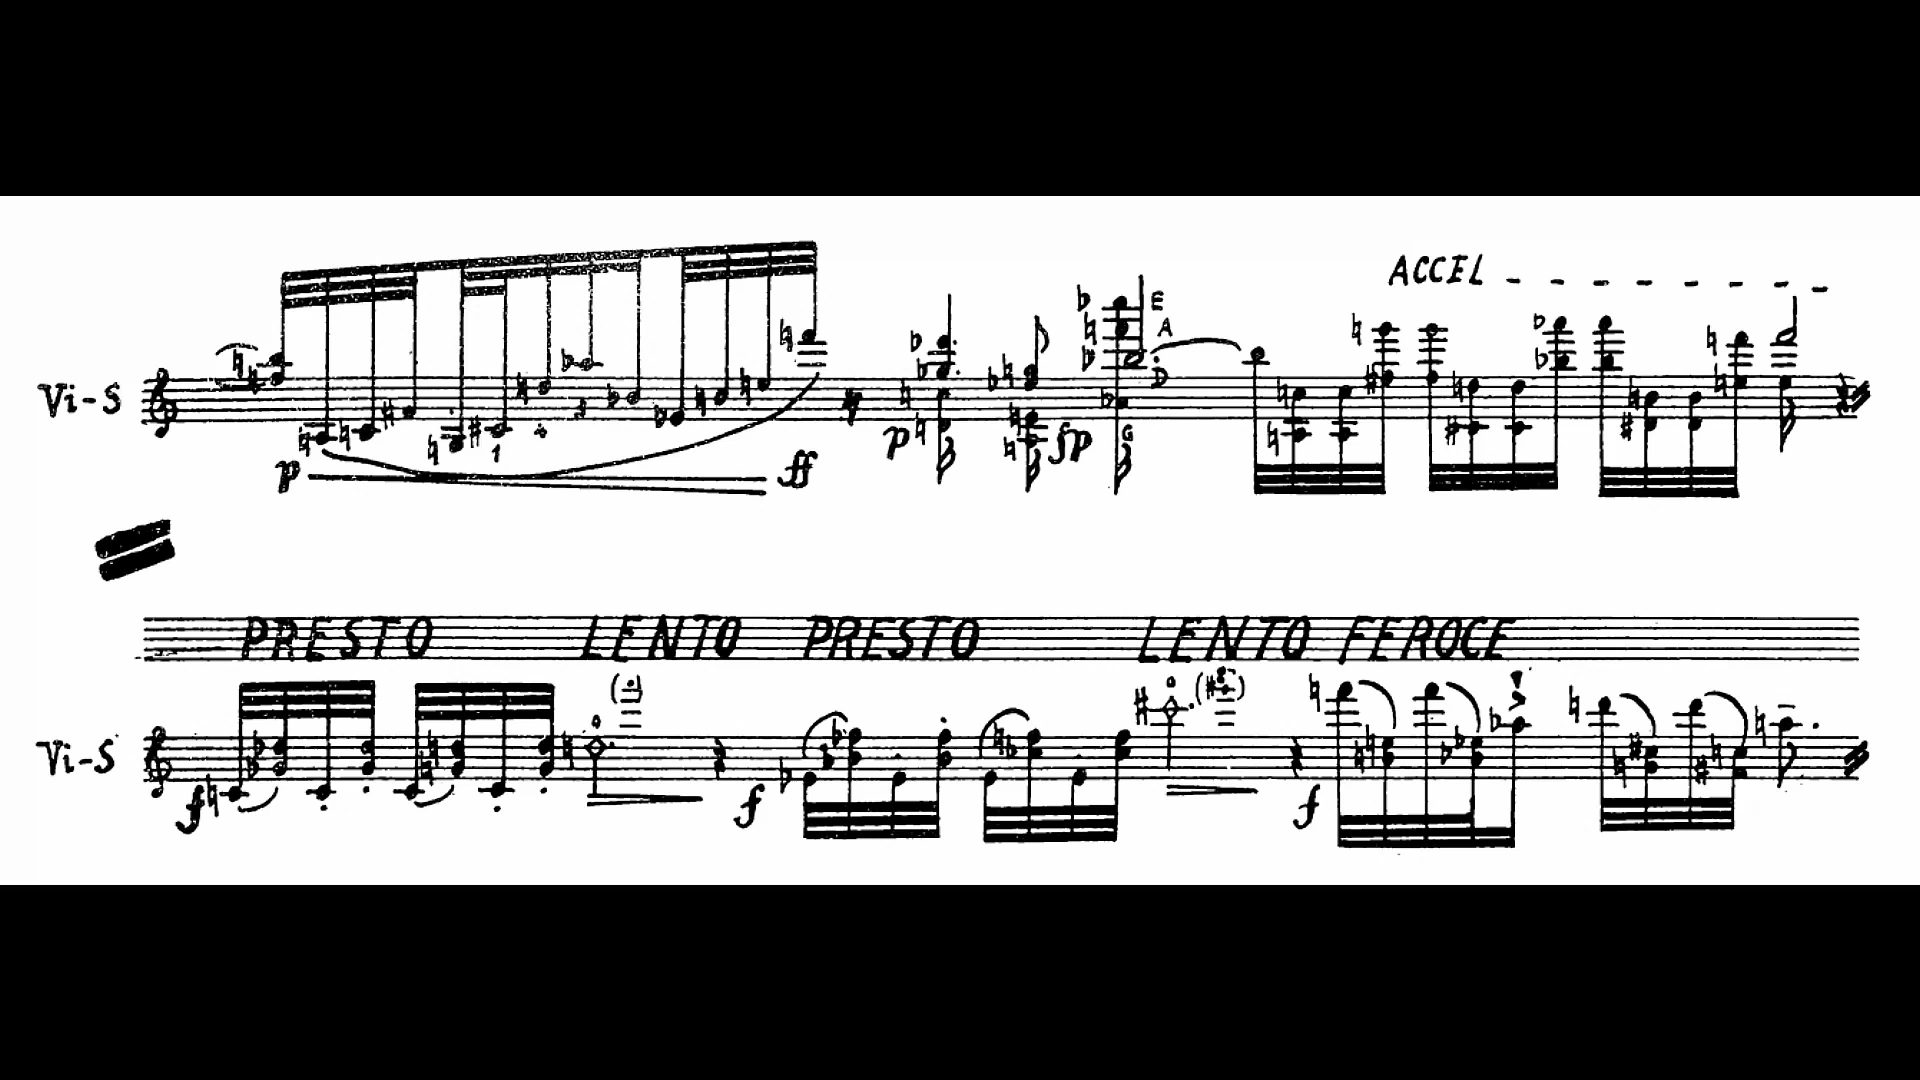 ACCEL
E
A
D
G
Vi-S
1
p
ff
p
fp
PRESTO LENTO PRESTO LENTO FEROCE
Vi-S
f
f
f